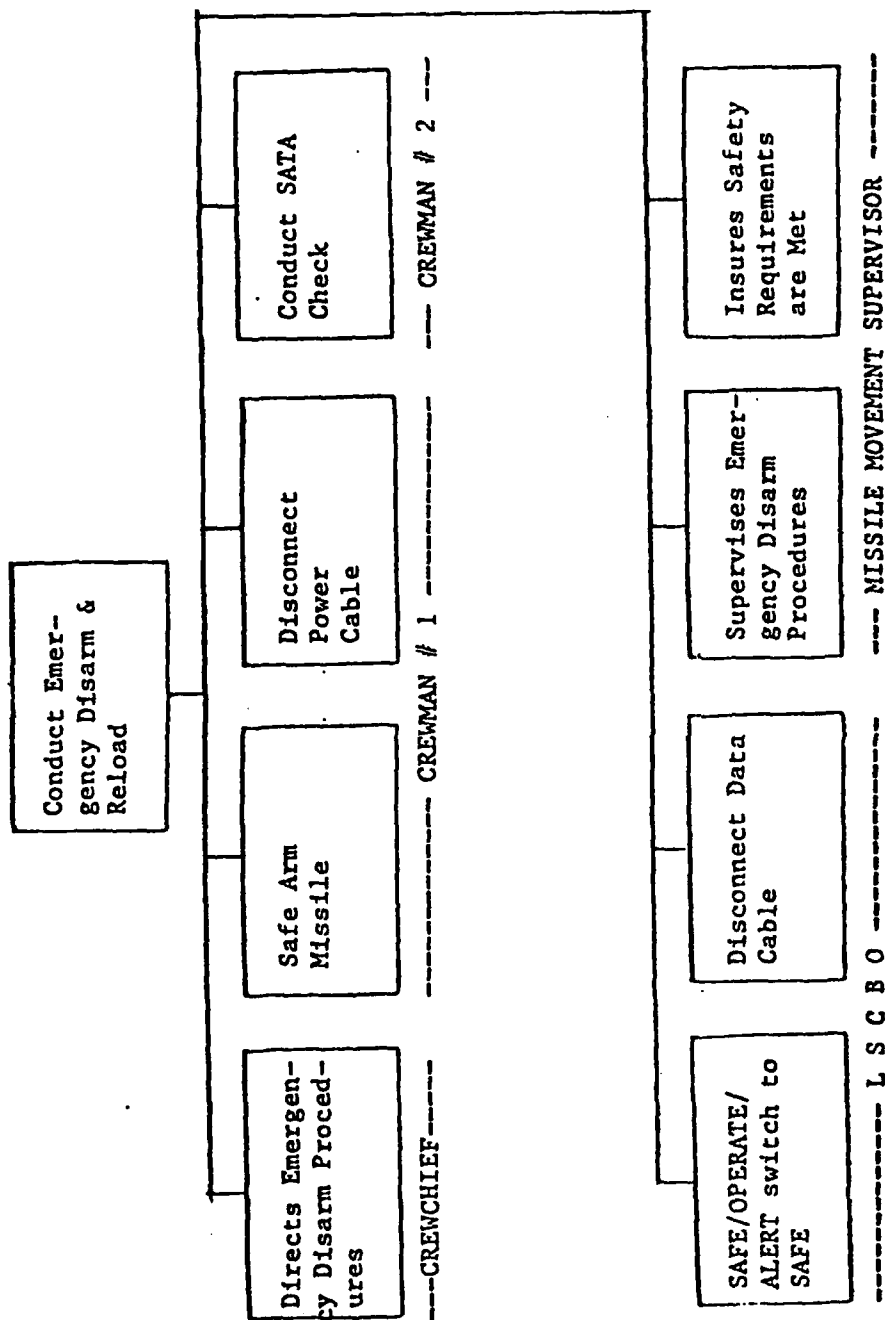 Conduct Emer-
gency Disarm &
Reload
Directs Emergen-
cy Disarm Proced-
ures
Safe Arm
Missile
Disconnect
Power
Cable
Conduct SATA
Check
---CREWCHIEF-----
------------ CREWMAN # 1 ------------
--- CREWMAN # 2 ---
SAFE/OPERATE/
ALERT switch to
SAFE
Disconnect Data
Cable
Supervises Emer-
gency Disarm
Procedures
Insures Safety
Requirements
are Met
------------ L S C B O ------------
--- MISSILE MOVEMENT SUPERVISOR -------